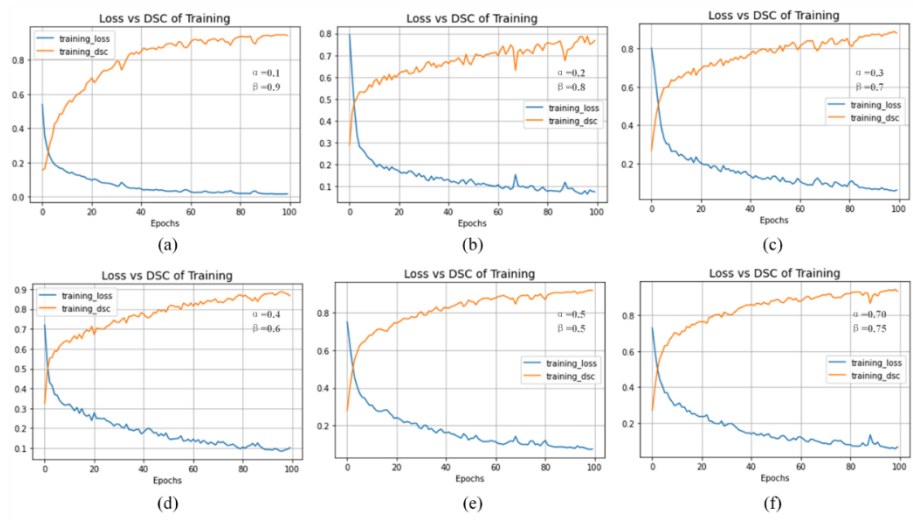 Loss vs DSC of Training
training_loss
training_dsc
α=0.1
β=0.9
0.8
0.6
0.4
0.2
0.0
0 20 40 60 80 100
Epochs
(a)
Loss vs DSC of Training
0.8
0.7
0.6
0.5
0.4
0.3
0.2
0.1
α=0.2
β=0.8
training_loss
training_dsc
0 20 40 60 80 100
Epochs
(b)
Loss vs DSC of Training
0.8
0.6
0.4
0.2
α=0.3
β=0.7
training_loss
training_dsc
0 20 40 60 80 100
Epochs
(c)
Loss vs DSC of Training
0.9
0.8
0.7
0.6
0.5
0.4
0.3
0.2
0.1
training_loss
training_dsc
α=0.4
β=0.6
0 20 40 60 80 100
Epochs
(d)
Loss vs DSC of Training
0.8
0.6
0.4
0.2
α=0.5
β=0.5
training_loss
training_dsc
0 20 40 60 80 100
Epochs
(e)
Loss vs DSC of Training
0.8
0.6
0.4
0.2
α=0.70
β=0.75
training_loss
training_dsc
0 20 40 60 80 100
Epochs
(f)